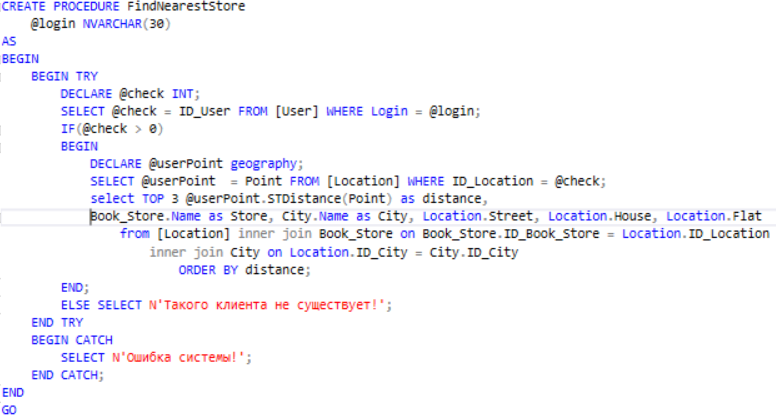 CREATE PROCEDURE FindNearestStore
@login NVARCHAR(30)
AS
BEGIN
BEGIN TRY
DECLARE @check INT;
SELECT @check = ID_User FROM [User] WHERE Login = @login;
IF(@check > 0)
BEGIN
DECLARE @userPoint geography;
SELECT @userPoint  = Point FROM [Location] WHERE ID_Location = @check;
select TOP 3 @userPoint.STDistance(Point) as distance,
Book_Store.Name as Store, City.Name as City, Location.Street, Location.House, Location.Flat
from [Location] inner join Book_Store on Book_Store.ID_Book_Store = Location.ID_Location
inner join City on Location.ID_City = City.ID_City
ORDER BY distance;
END;
ELSE SELECT N'Такого клиента не существует!';
END TRY
BEGIN CATCH
SELECT N'Ошибка системы!';
END CATCH;
END
GO